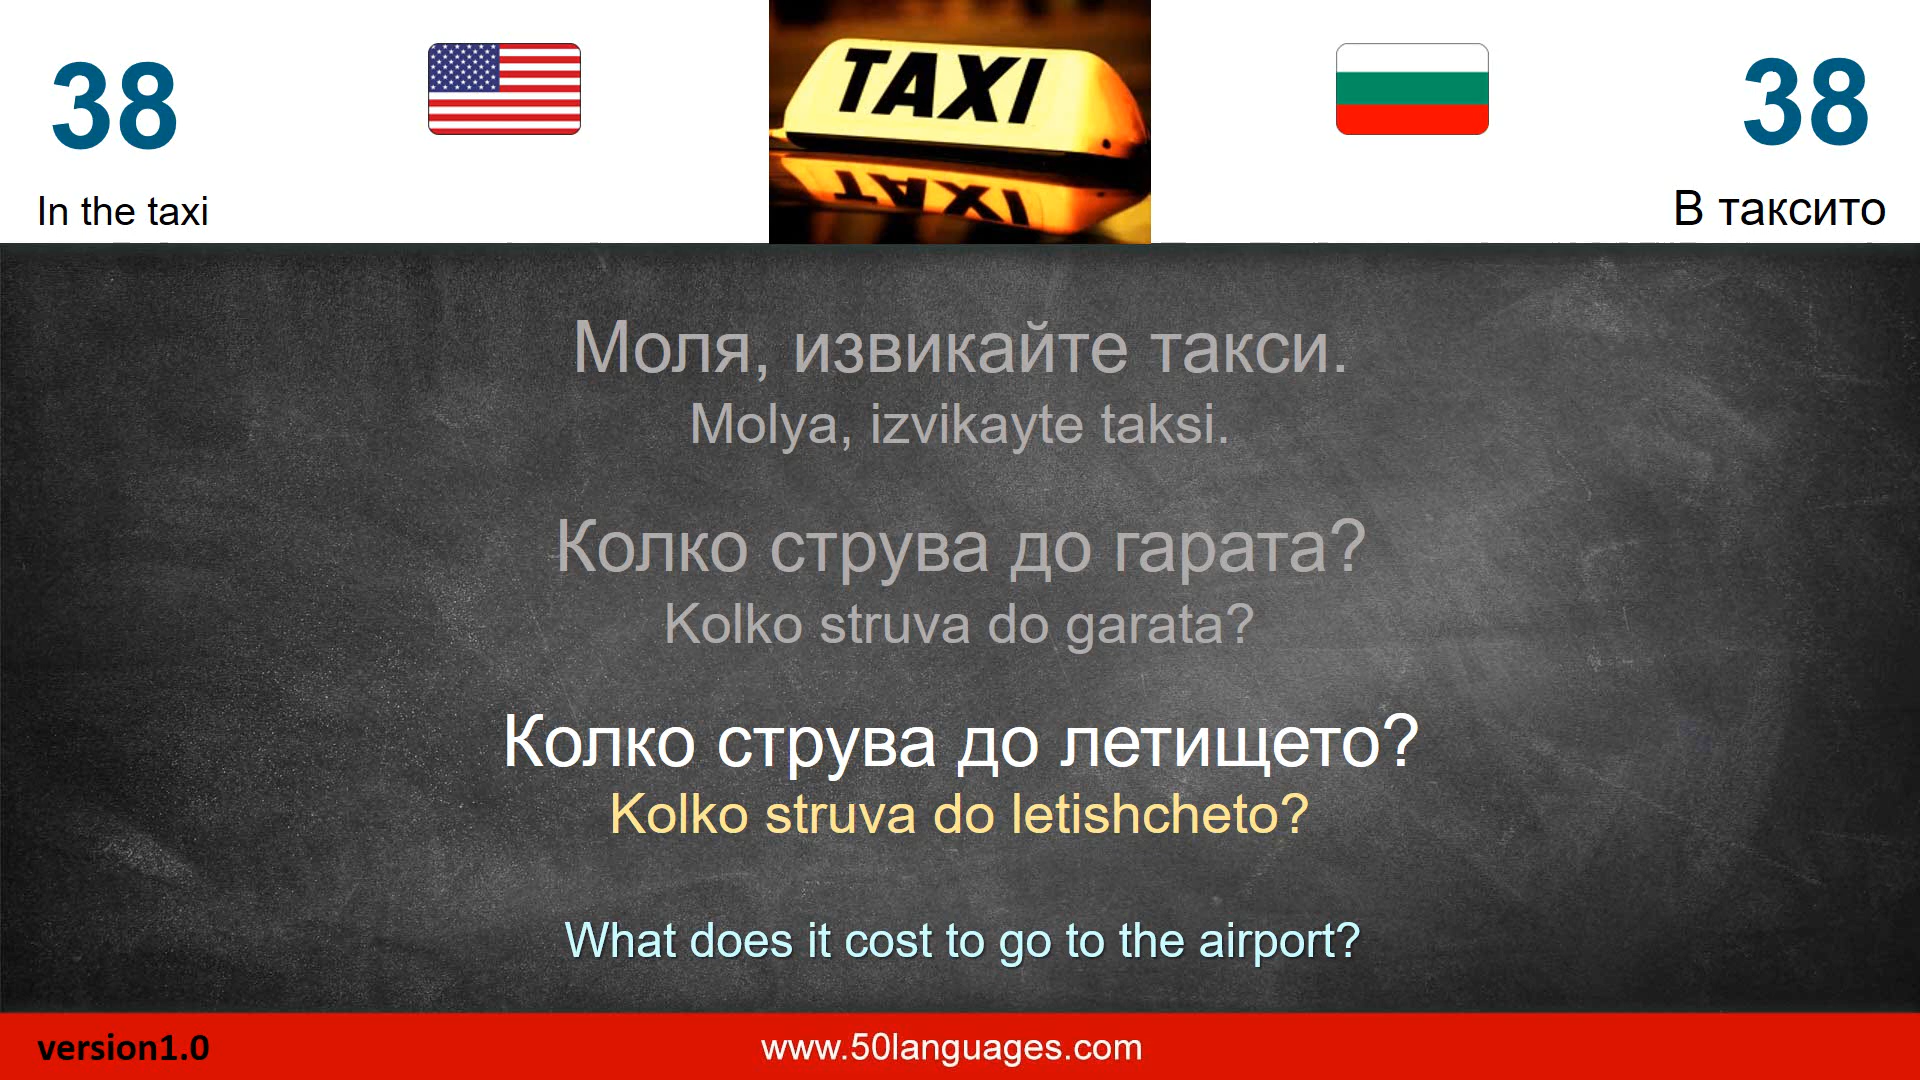 38
38
TAXI
In the taxi
В таксито
Моля, извикайте такси.
Molya, izvikayte taksi.
Колко струва до гарата?
Kolko struva do garata?
Колко струва до летището?
Kolko struva do letishcheto?
What does it cost to go to the airport?
version1.0
www.50languages.com